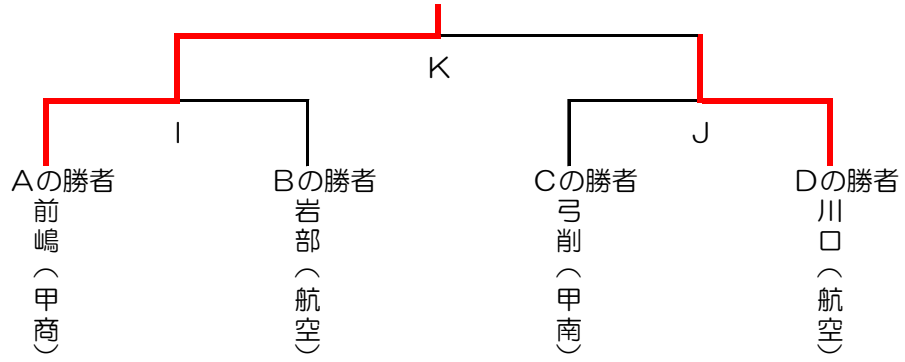 K
I
J
Aの勝者
Bの勝者
Cの勝者
Dの勝者
前嶋(甲商)
岩部(航空)
弓削(甲南)
川口(航空)